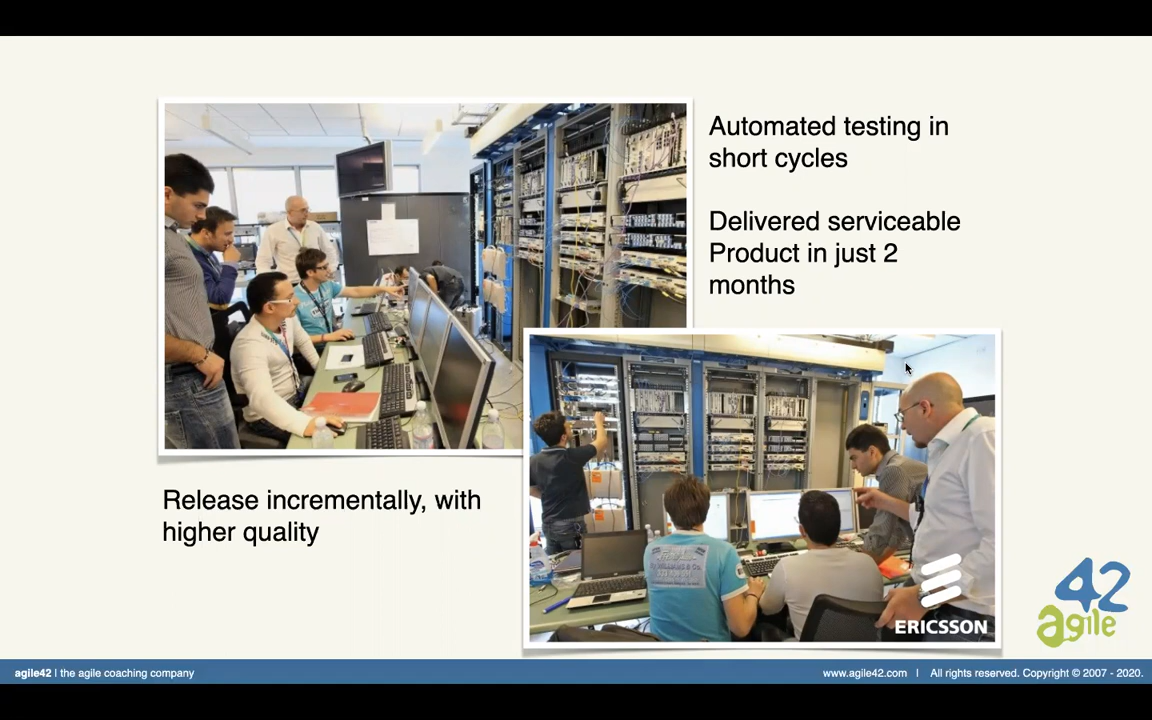 Automated testing in
short cycles
Delivered serviceable
Product in just 2
months
Release incrementally, with
higher quality
ERICSSON
42
agile
agile42 | the agile coaching company
www.agile42.com | All rights reserved. Copyright © 2007 - 2020.